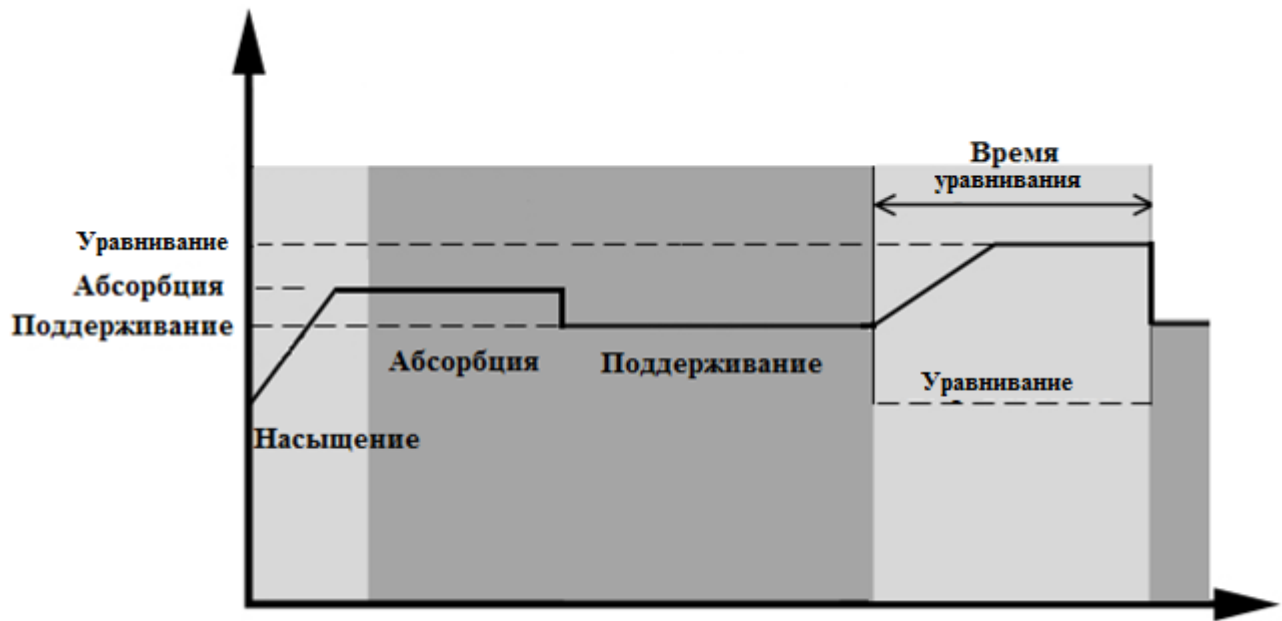 Время
уравнивания
Уравнивание
Абсорбция
Поддерживание
Абсорбция
Поддерживание
Уравнивание
Насыщение